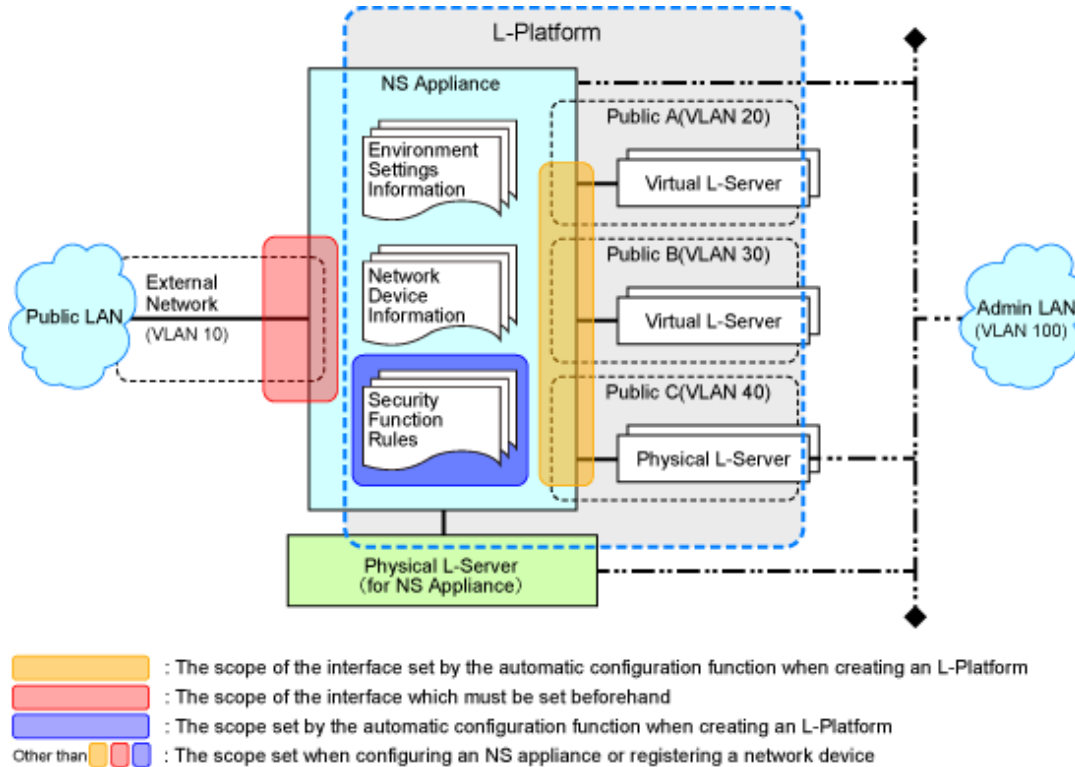 L-Platform
NS Appliance
Environment
Settings
Information
Network
Device
Information
Security
Function
Rules
Public A(VLAN 20)
Virtual L-Server
Public B(VLAN 30)
Virtual L-Server
Public C(VLAN 40)
Physical L-Server
Public LAN
External
Network
(VLAN 10)
Admin LAN
(VLAN 100)
Physical L-Server
(for NS Appliance)
: The scope of the interface set by the automatic configuration function when creating an L-Platform
: The scope of the interface which must be set beforehand
: The scope set by the automatic configuration function when creating an L-Platform
Other than : The scope set when configuring an NS appliance or registering a network device